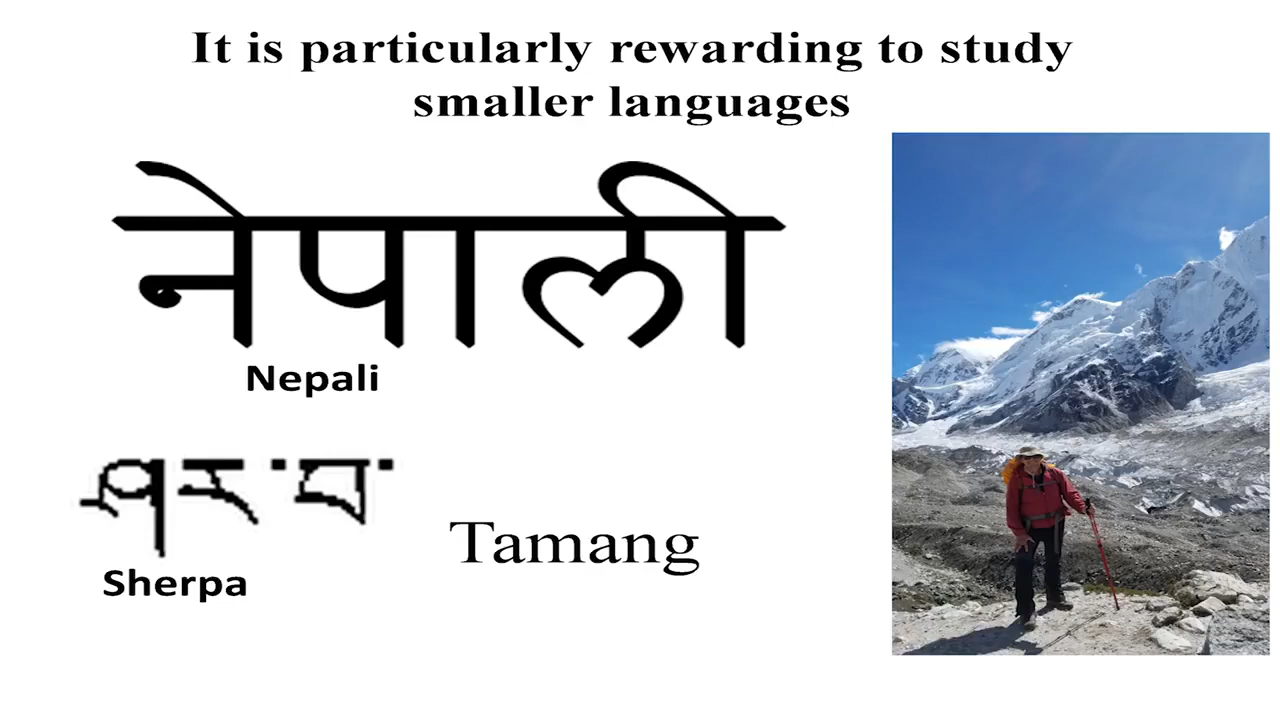 It is particularly rewarding to study
smaller languages
नेपाली
Nepali
ཤར་པ་
Sherpa
Tamang